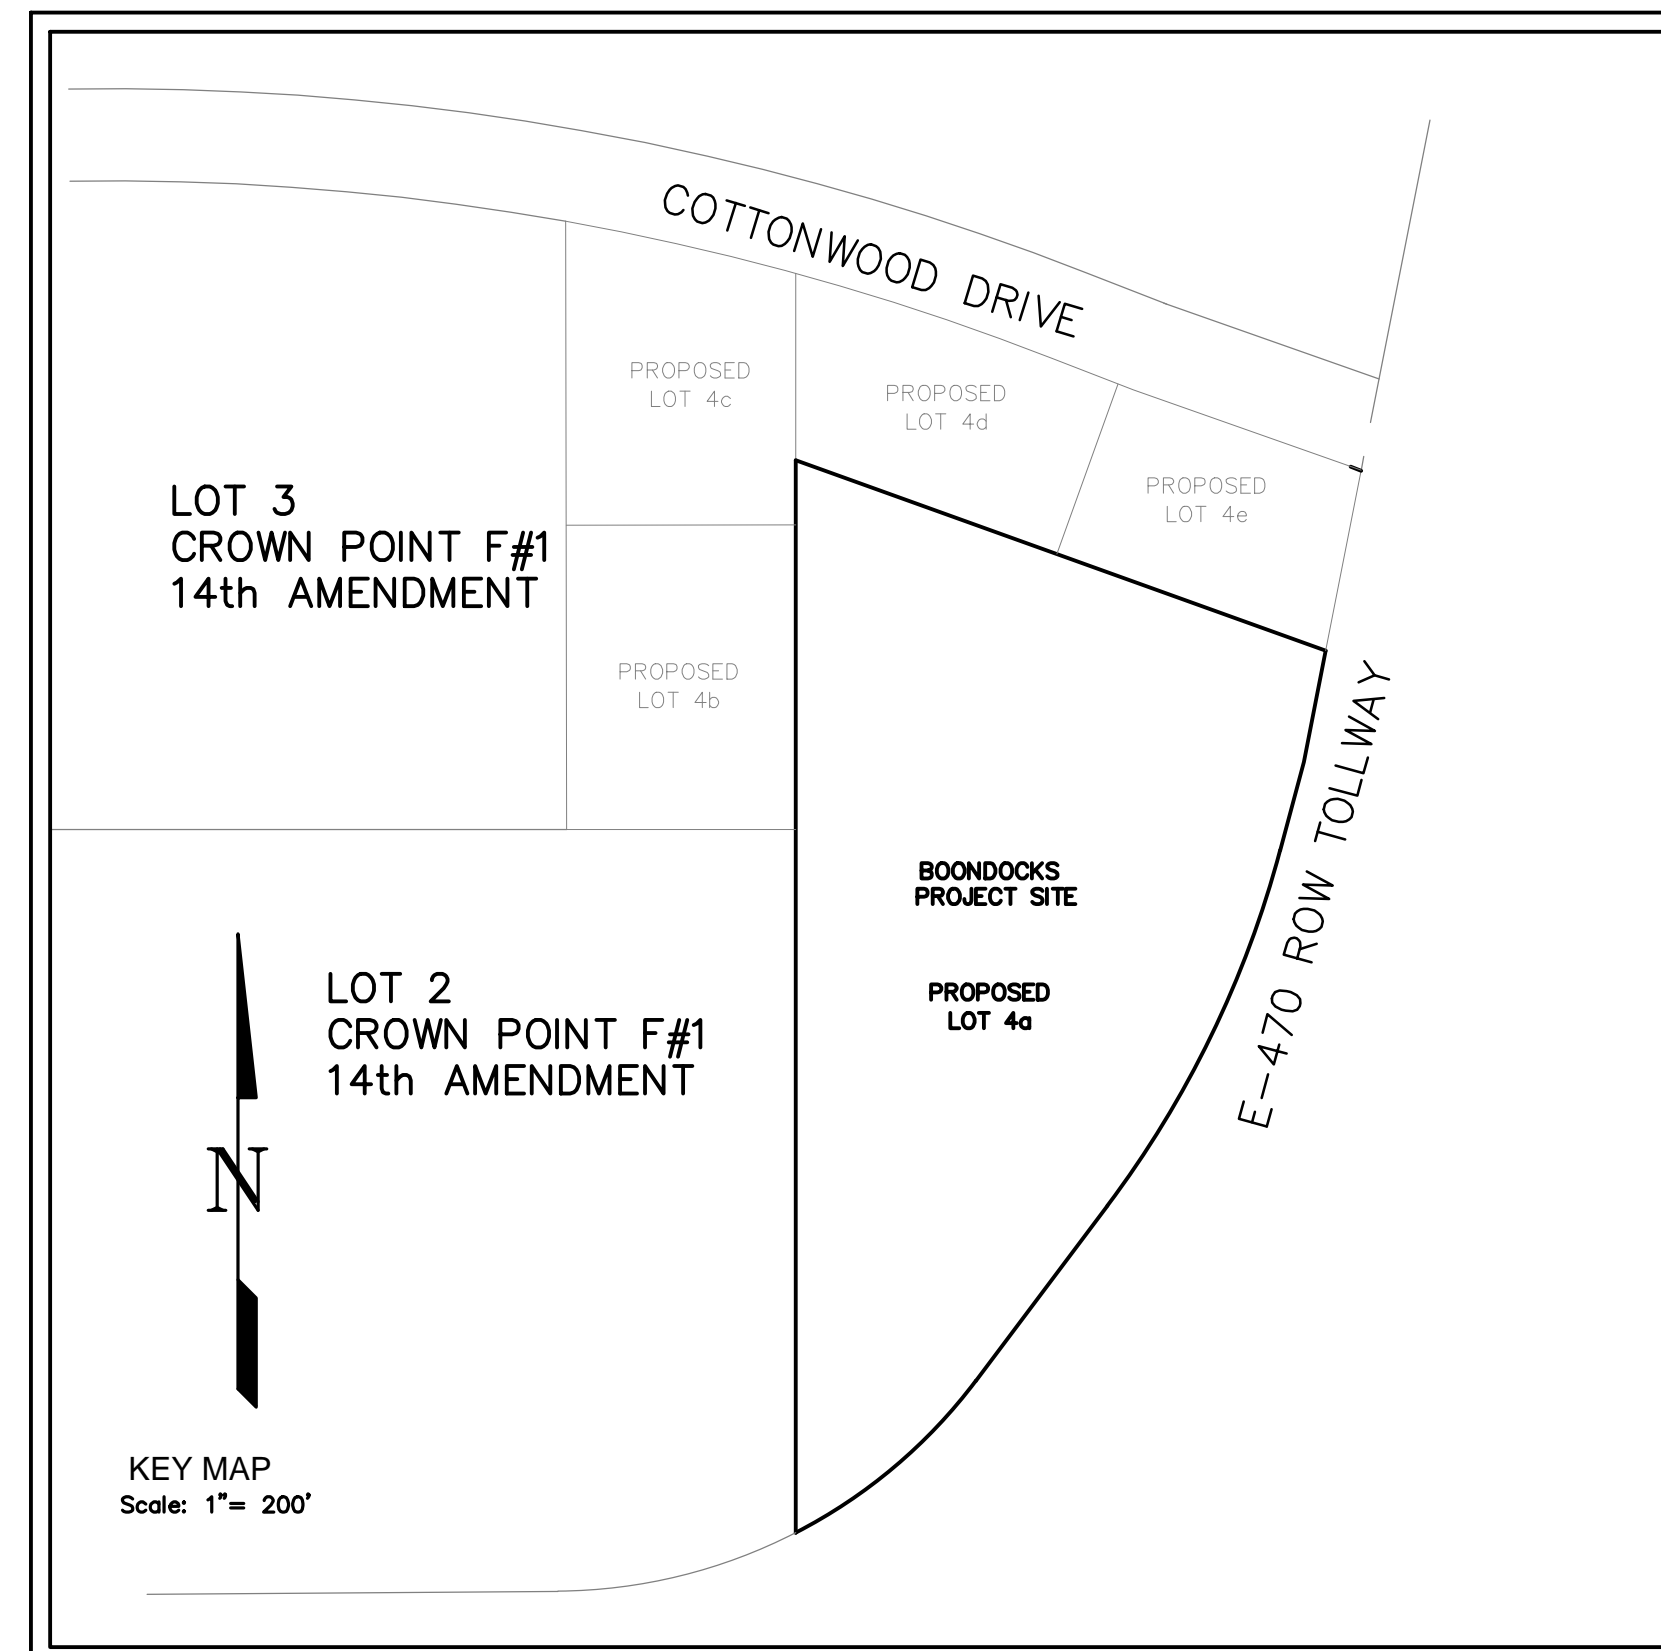 COTTONWOOD DRIVE
PROPOSED
LOT 4c
PROPOSED
LOT 4d
PROPOSED
LOT 4e
LOT 3
CROWN POINT F#1
14th AMENDMENT
PROPOSED
LOT 4b
E-470 ROW TOLLWAY
BOONDOCKS
PROJECT SITE
PROPOSED
LOT 4a
LOT 2
CROWN POINT F#1
14th AMENDMENT
N
KEY MAP
Scale: 1"= 200'